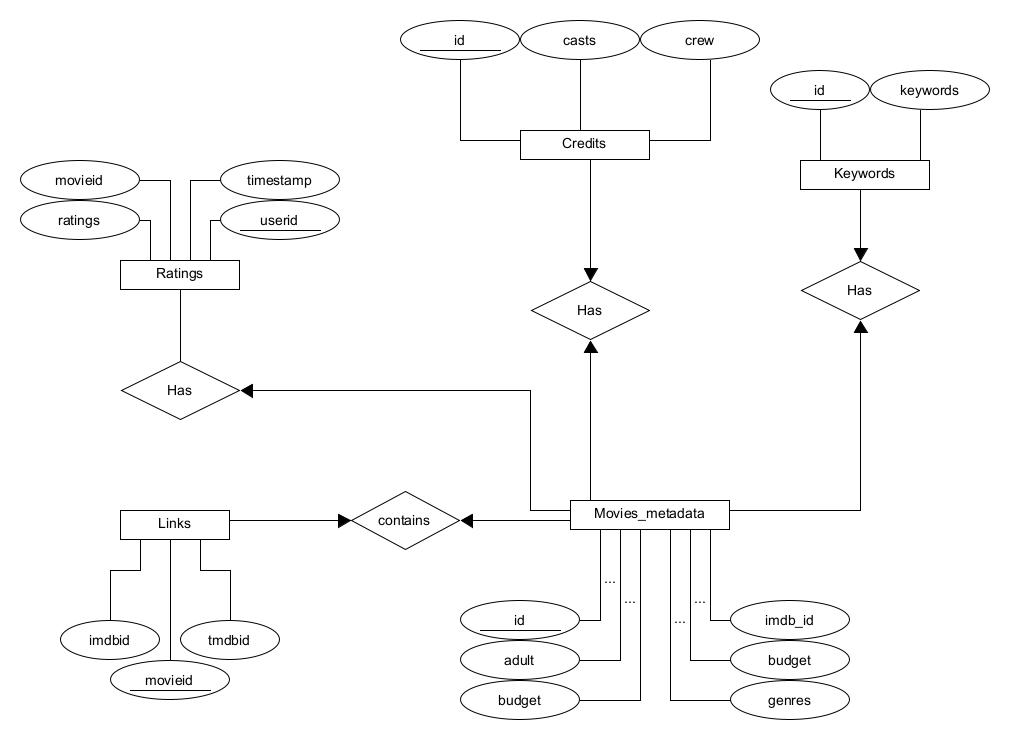 id
casts
crew
id
keywords
Credits
Keywords
movieid
timestamp
ratings
userid
Ratings
Has
Has
Has
Links
contains
Movies_metadata
...
...
...
...
id
imdb_id
imdbid
tmdbid
adult
budget
movieid
budget
genres